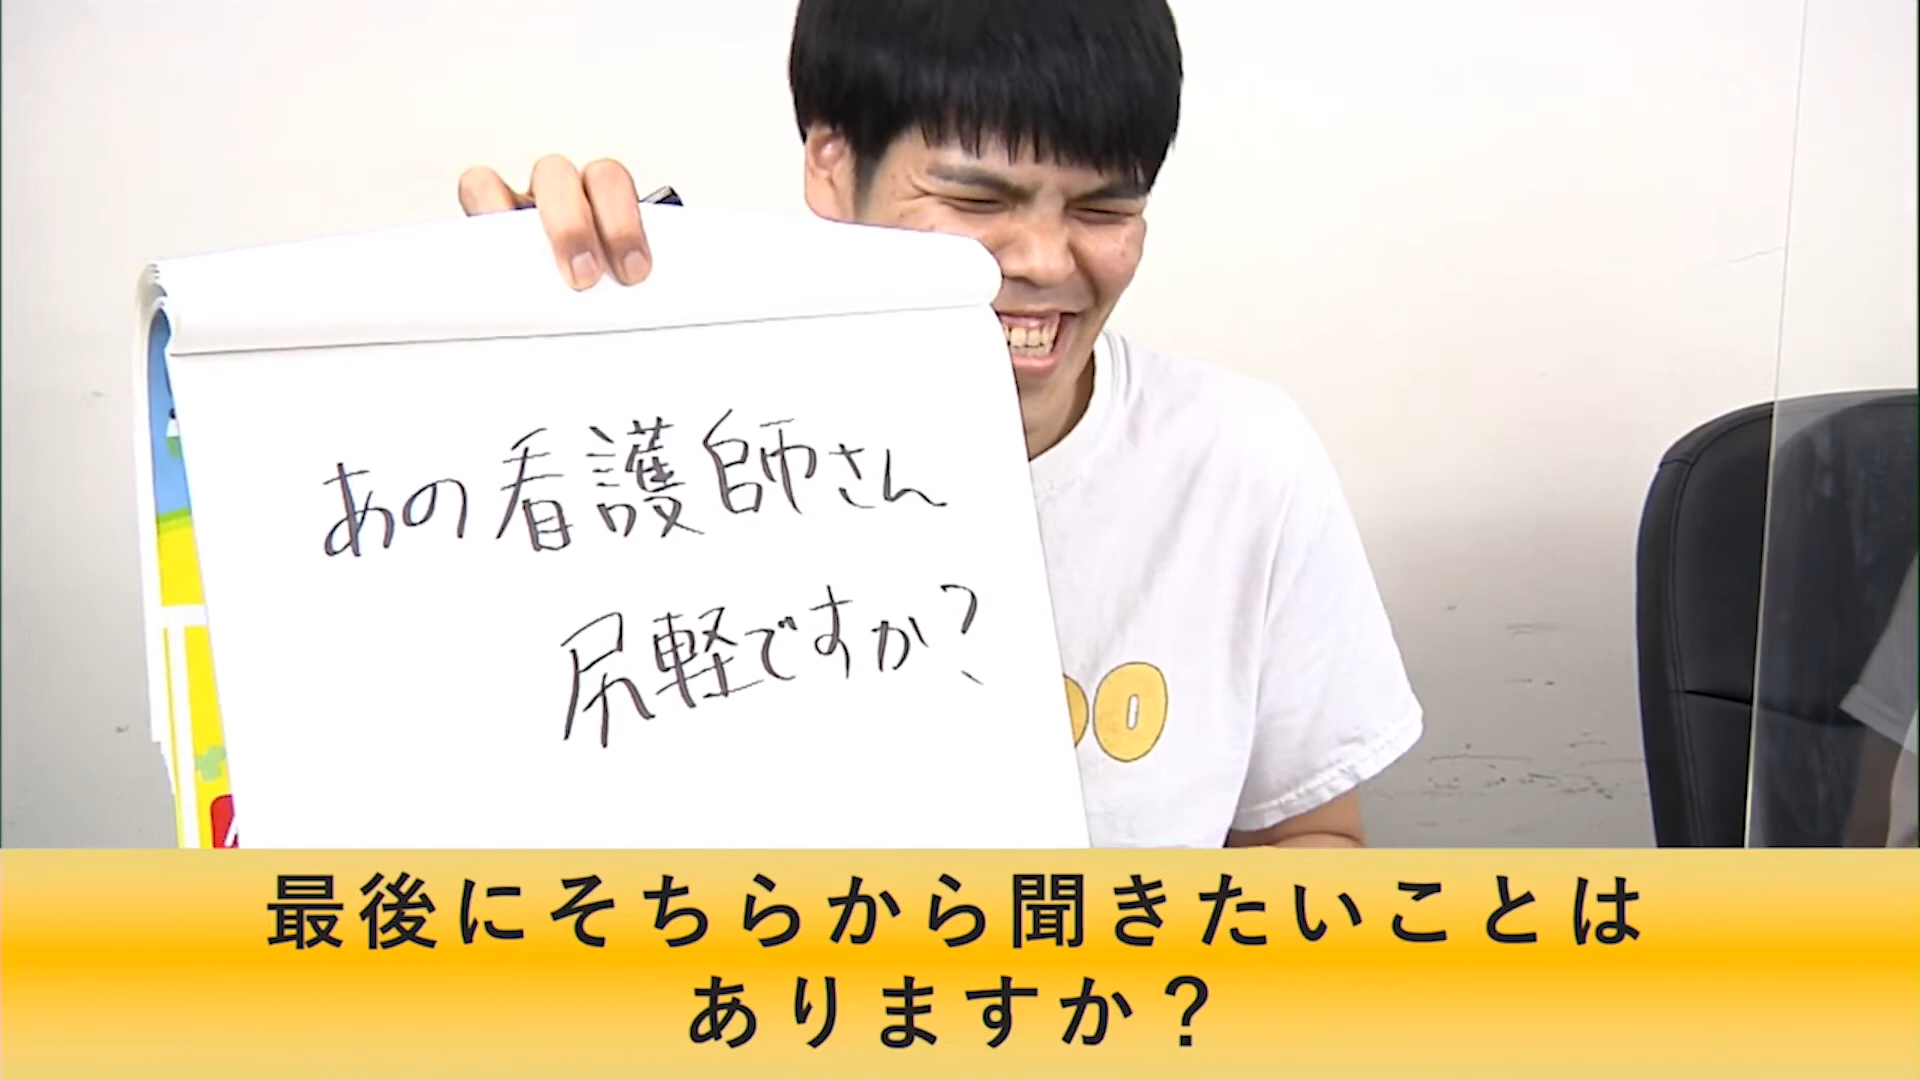 あの看護師さん
尻軽ですか?
OO
最後にそちらから聞きたいことは
ありますか?